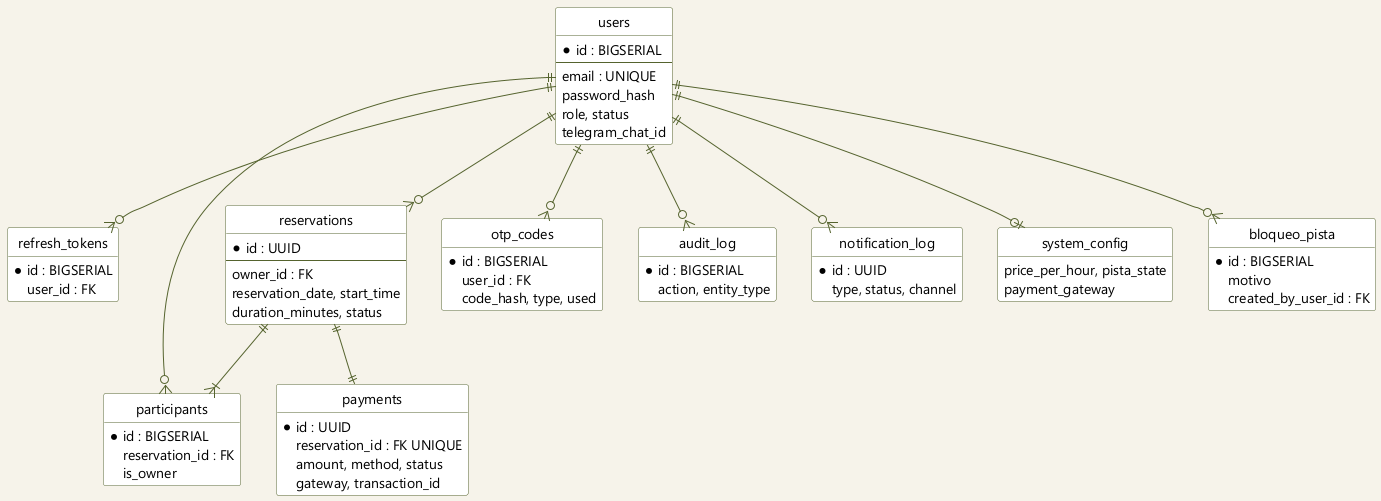 users
id : BIGSERIAL
email : UNIQUE
password_hash
role, status
telegram_chat_id
refresh_tokens
id : BIGSERIAL
user_id : FK
reservations
id : UUID
owner_id : FK
reservation_date, start_time
duration_minutes, status
otp_codes
id : BIGSERIAL
user_id : FK
code_hash, type, used
audit_log
id : BIGSERIAL
action, entity_type
notification_log
id : UUID
type, status, channel
system_config
price_per_hour, pista_state
payment_gateway
bloqueo_pista
id : BIGSERIAL
motivo
created_by_user_id : FK
participants
id : BIGSERIAL
reservation_id : FK
is_owner
payments
id : UUID
reservation_id : FK UNIQUE
amount, method, status
gateway, transaction_id